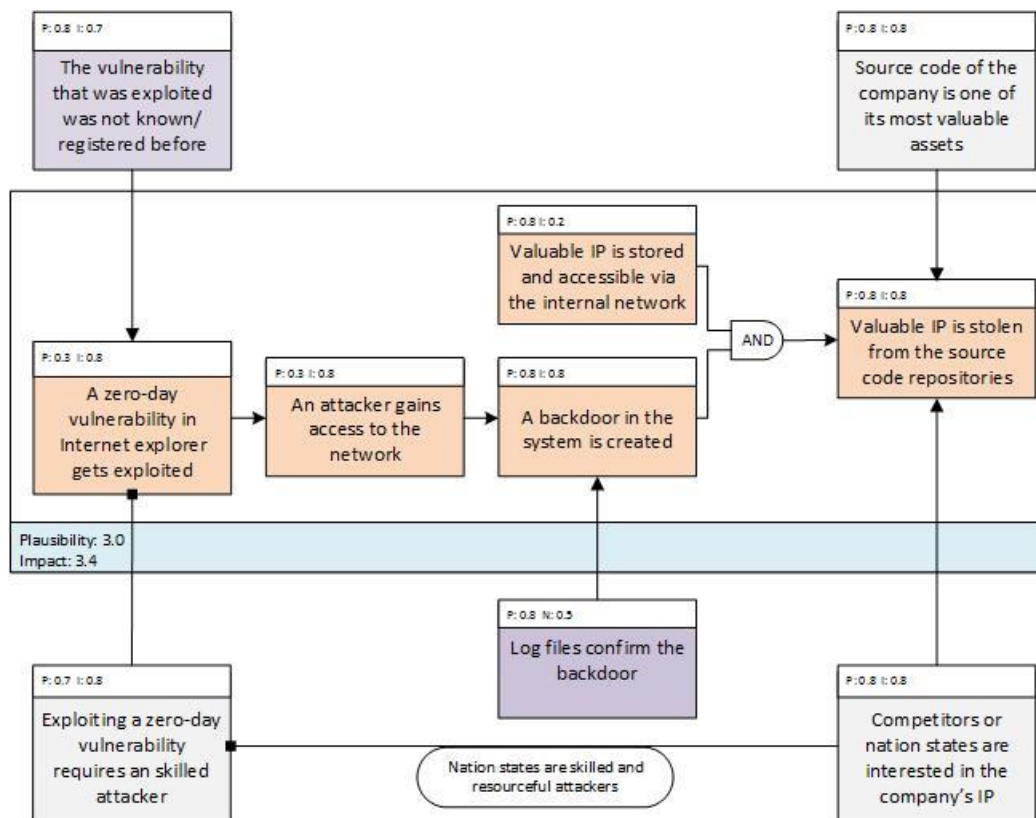 P: 0.8 I: 0.7
The vulnerability
that was exploited
was not known/
registered before
P:0.8 I: 0.8
Source code of the
company is one of
its most valuable
assets
P: 0.8 I: 0.2
Valuable IP is stored
and accessible via
the internal network
AND
P:0.8 I: 0.8
Valuable IP is stolen
from the source
code repositories
P: 0.3 I: 0.8
A zero-day
vulnerability in
Internet explorer
gets exploited
P: 0.3 I: 0.8
An attacker gains
access to the
network
P:0.8 I: 0.8
A backdoor in the
system is created
Plausibility: 3.0
Impact: 3.4
P: 0.8 N: 0.5
Log files confirm the
backdoor
P:0.7 I: 0.8
Exploiting a zero-day
vulnerability
requires an skilled
attacker
Nation states are skilled and
resourceful attackers
P:0.8 I: 0.8
Competitors or
nation states are
interested in the
company's IP